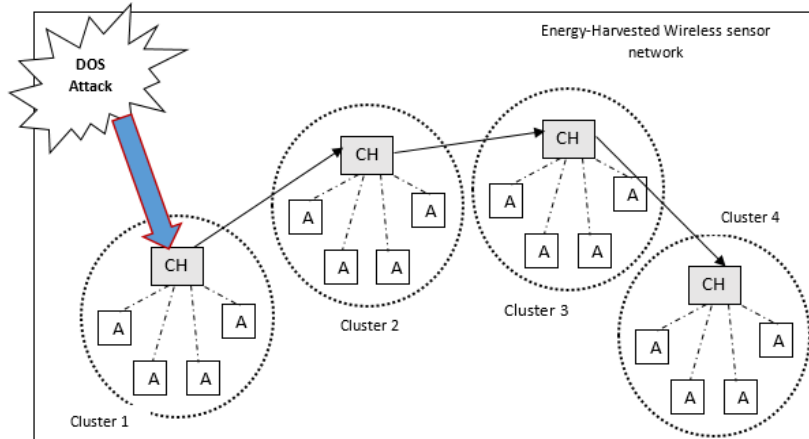 Energy-Harvested Wireless sensor
network
DOS
Attack
CH
A
A
A
A
Cluster 1
CH
A
A
A
A
Cluster 2
CH
A
A
A
A
Cluster 3
Cluster 4
CH
A
A
A
A